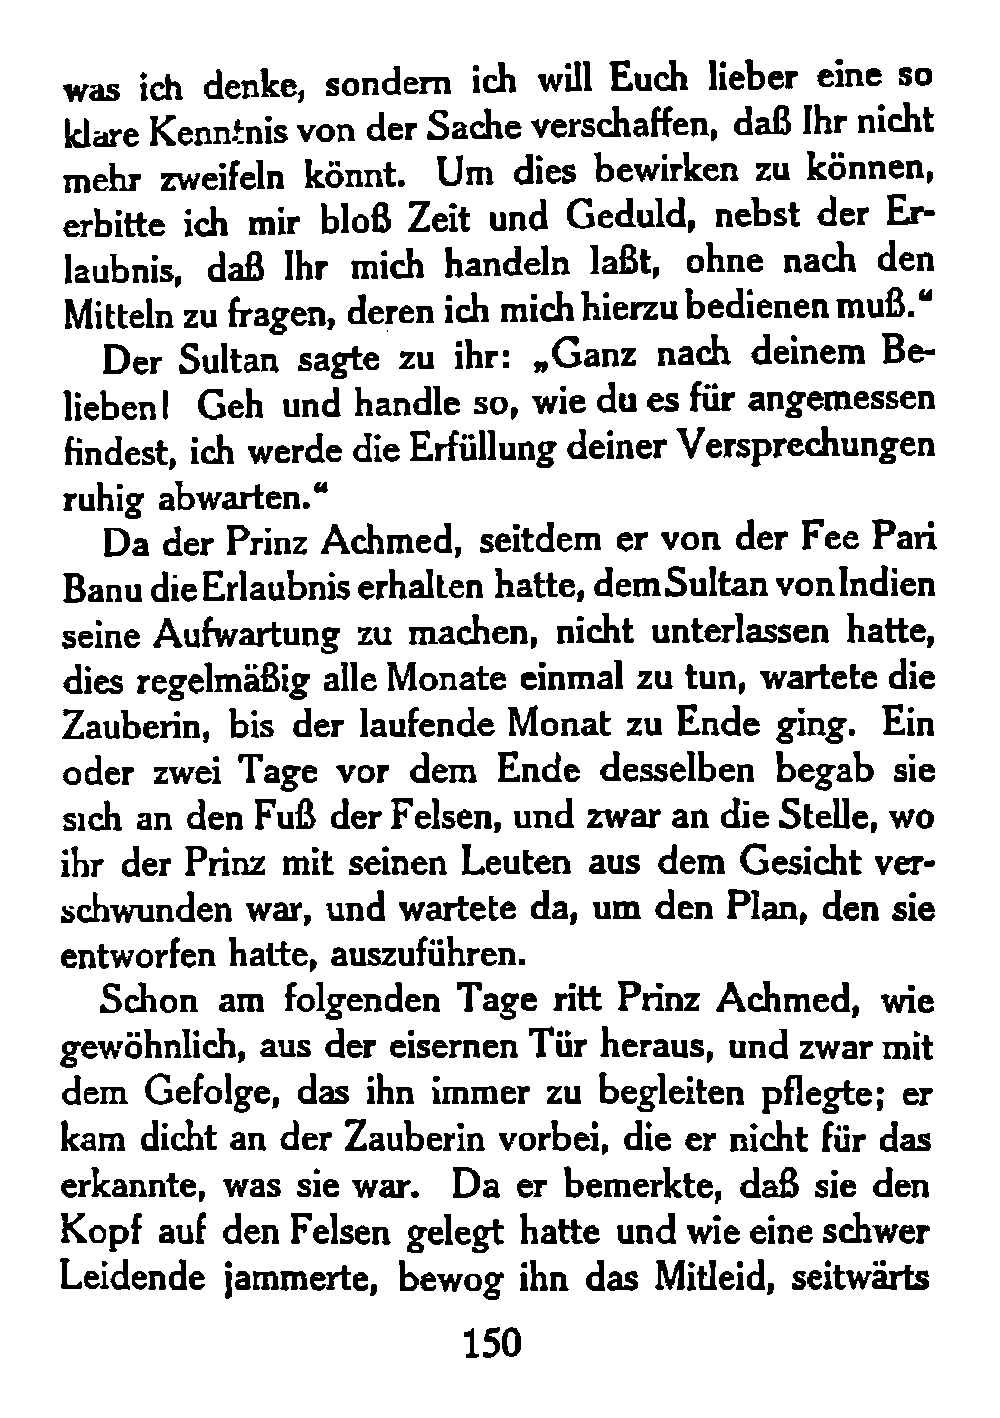 was ich denke, sondern ich will Euch lieber eine so
klare Kenntnis von der Sache verschaffen, daß Ihr nicht
mehr zweifeln könnt. Um dies bewirken zu können,
erbitte ich mir bloß Zeit und Geduld, nebst der Er-
laubnis, daß Ihr mich handeln laßt, ohne nach den
Mitteln zu fragen, deren ich mich hierzu bedienen muß.“
Der Sultan sagte zu ihr: „Ganz nach deinem Be-
lieben! Geh und handle so, wie du es für angemessen
findest, ich werde die Erfüllung deiner Versprechungen
ruhig abwarten.“
Da der Prinz Achmed, seitdem er von der Fee Pari
Banu die Erlaubnis erhalten hatte, dem Sultan von Indien
seine Aufwartung zu machen, nicht unterlassen hatte,
dies regelmäßig alle Monate einmal zu tun, wartete die
Zauberin, bis der laufende Monat zu Ende ging. Ein
oder zwei Tage vor dem Ende desselben begab sie
sich an den Fuß der Felsen, und zwar an die Stelle, wo
ihr der Prinz mit seinen Leuten aus dem Gesicht ver-
schwunden war, und wartete da, um den Plan, den sie
entworfen hatte, auszuführen.
Schon am folgenden Tage ritt Prinz Achmed, wie
gewöhnlich, aus der eisernen Tür heraus, und zwar mit
dem Gefolge, das ihn immer zu begleiten pflegte; er
kam dicht an der Zauberin vorbei, die er nicht für das
erkannte, was sie war. Da er bemerkte, daß sie den
Kopf auf den Felsen gelegt hatte und wie eine schwer
Leidende jammerte, bewog ihn das Mitleid, seitwärts
150